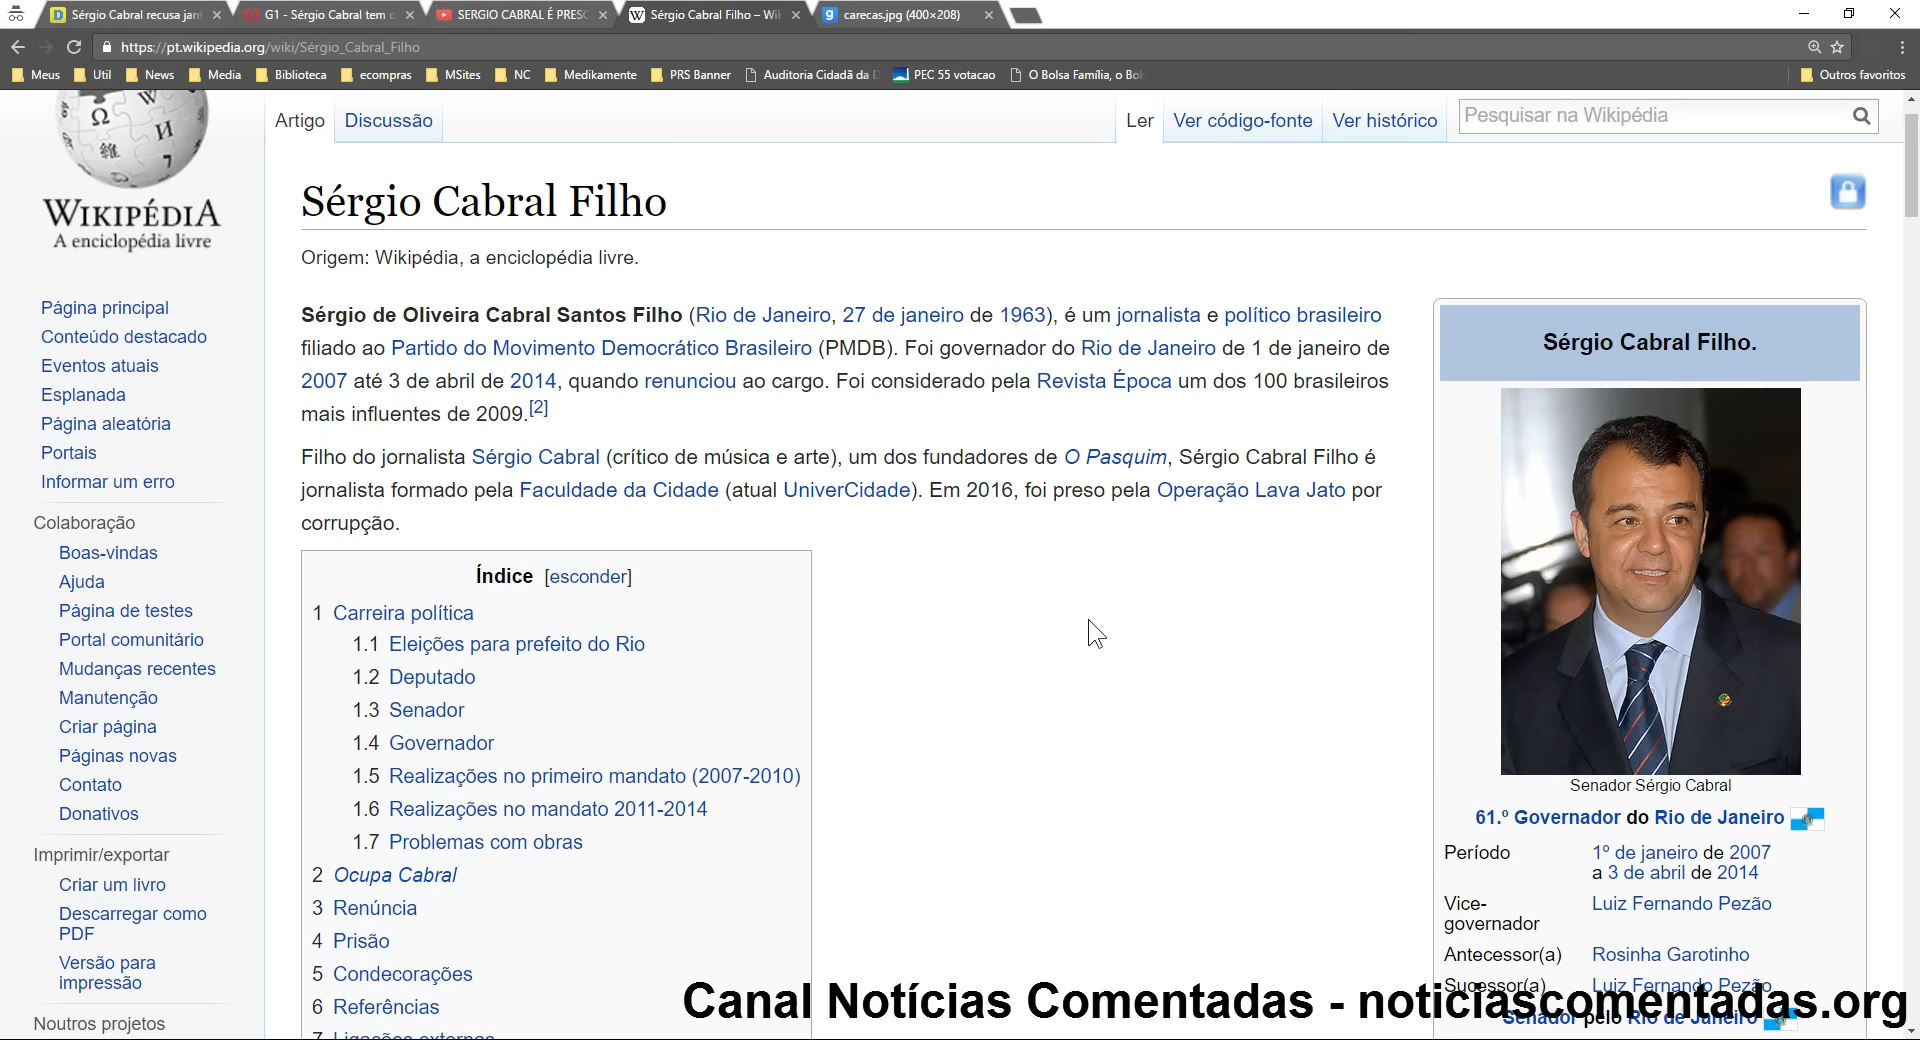 Sérgio Cabral recusa jan
G1 - Sérgio Cabral tem c
SERGIO CABRAL É PRESO
Sérgio Cabral Filho – Wik
carecas.jpg (400×208)
https://pt.wikipedia.org/wiki/Sérgio_Cabral_Filho
Meus Util News Media Biblioteca ecompras MSites NC Medikamente PRS Banner Auditoria Cidadã da D PEC 55 votacao O Bolsa Família, o Bol Outros favoritos
WIKIPÉDIA
A enciclopédia livre
Artigo Discussão Ler Ver código-fonte Ver histórico Pesquisar na Wikipédia
Sérgio Cabral Filho
Origem: Wikipédia, a enciclopédia livre.
Sérgio de Oliveira Cabral Santos Filho (Rio de Janeiro, 27 de janeiro de 1963), é um jornalista e político brasileiro
filiado ao Partido do Movimento Democrático Brasileiro (PMDB). Foi governador do Rio de Janeiro de 1 de janeiro de
2007 até 3 de abril de 2014, quando renunciou ao cargo. Foi considerado pela Revista Época um dos 100 brasileiros
mais influentes de 2009.[2]
Filho do jornalista Sérgio Cabral (crítico de música e arte), um dos fundadores de O Pasquim, Sérgio Cabral Filho é
jornalista formado pela Faculdade da Cidade (atual UniverCidade). Em 2016, foi preso pela Operação Lava Jato por
corrupção.
Índice [esconder]
1 Carreira política
1.1 Eleições para prefeito do Rio
1.2 Deputado
1.3 Senador
1.4 Governador
1.5 Realizações no primeiro mandato (2007-2010)
1.6 Realizações no mandato 2011-2014
1.7 Problemas com obras
2 Ocupa Cabral
3 Renúncia
4 Prisão
5 Condecorações
6 Referências
7 Ligações externas
Página principal
Conteúdo destacado
Eventos atuais
Esplanada
Página aleatória
Portais
Informar um erro
Colaboração
Boas-vindas
Ajuda
Página de testes
Portal comunitário
Mudanças recentes
Manutenção
Criar página
Páginas novas
Contato
Donativos
Imprimir/exportar
Criar um livro
Descarregar como
PDF
Versão para
impressão
Noutros projetos
Sérgio Cabral Filho.
Senador Sérgio Cabral
61.º Governador do Rio de Janeiro
Período 1º de janeiro de 2007
a 3 de abril de 2014
Vice-
governador Luiz Fernando Pezão
Antecessor(a) Rosinha Garotinho
Sucessor(a) Luiz Fernando Pezão
Senador pelo Rio de Janeiro
Canal Notícias Comentadas - noticiascomentadas.org